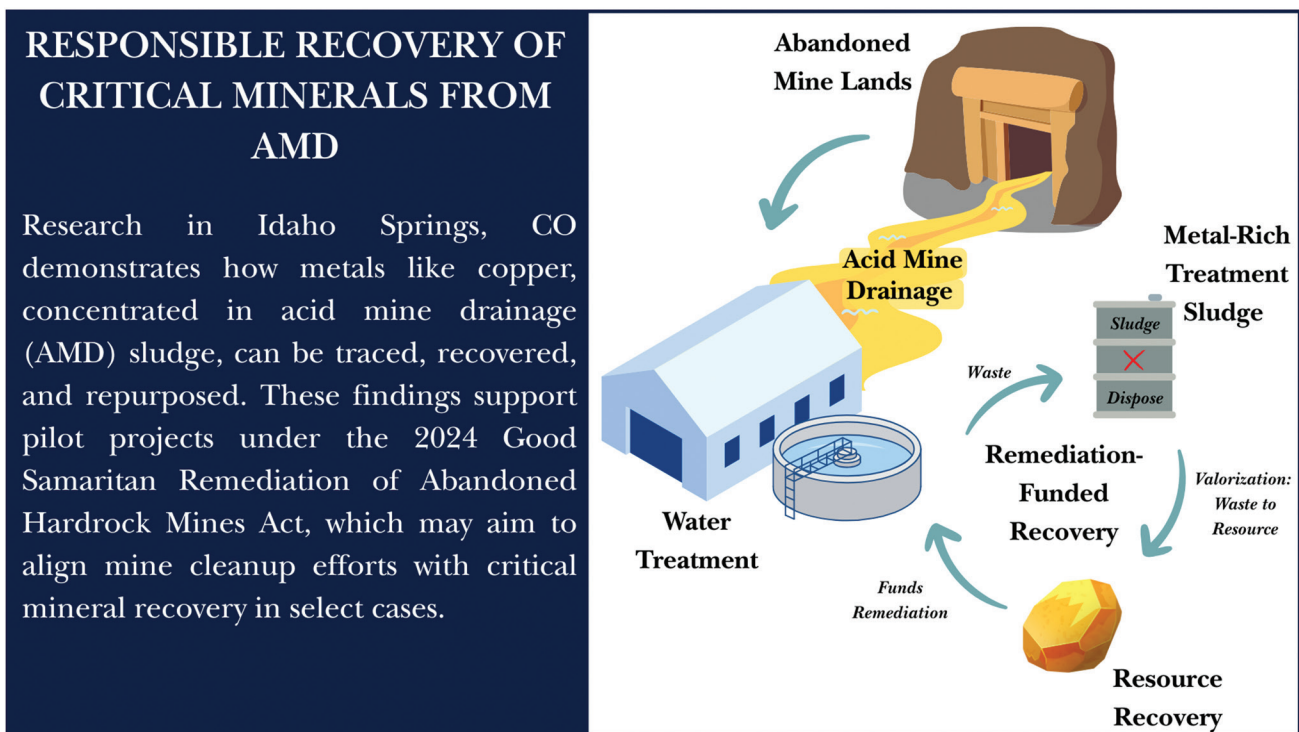 RESPONSIBLE RECOVERY OF
CRITICAL MINERALS FROM
AMD
Research in Idaho Springs, CO
demonstrates how metals like copper,
concentrated in acid mine drainage
(AMD) sludge, can be traced, recovered,
and repurposed. These findings support
pilot projects under the 2024 Good
Samaritan Remediation of Abandoned
Hardrock Mines Act, which may aim to
align mine cleanup efforts with critical
mineral recovery in select cases.
Abandoned
Mine Lands
Acid Mine
Drainage
Water
Treatment
Waste
Metal-Rich
Treatment
Sludge
Sludge
Dispose
Remediation-
Funded
Recovery
Valorization:
Waste to
Resource
Funds
Remediation
Resource
Recovery